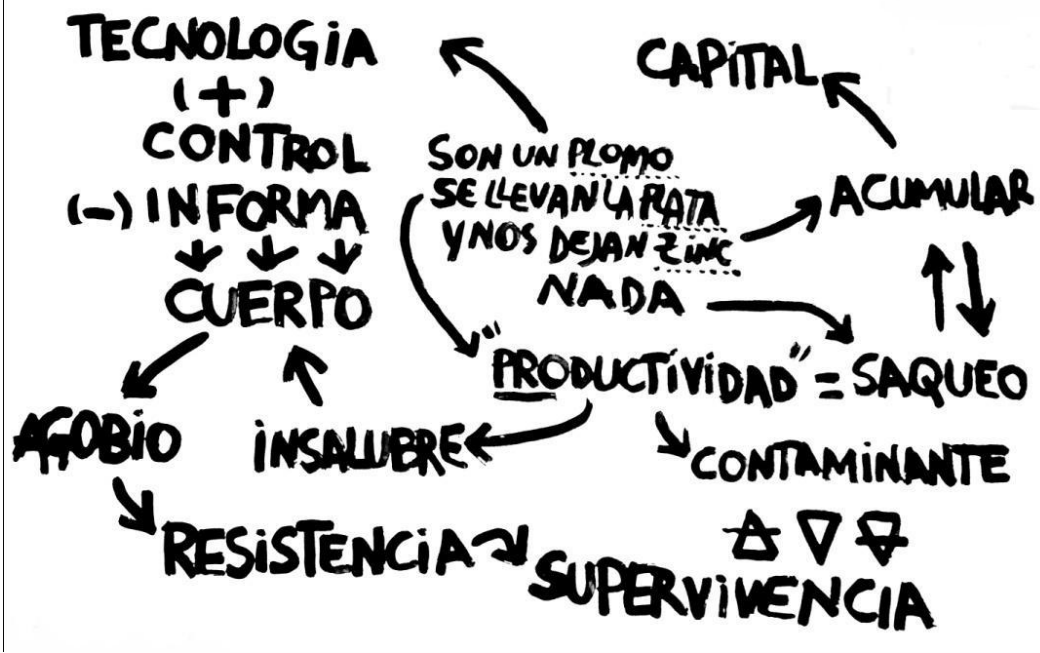 TECNOLOGiA
(+)
CONTROL
(-) INFORMA
CUERPO
AGOBiO
iNSALUBRE
RESiSTENCiA
SUPERViVENCiA
SON UN PLOMO
SE LLEVAN LA PLATA
Y NOS DEJAN ZiNC
NADA
"PRODUCTíViDAD" = SAQUEO
CONTAMiNANTE
CAPiTAL
ACUMULAR